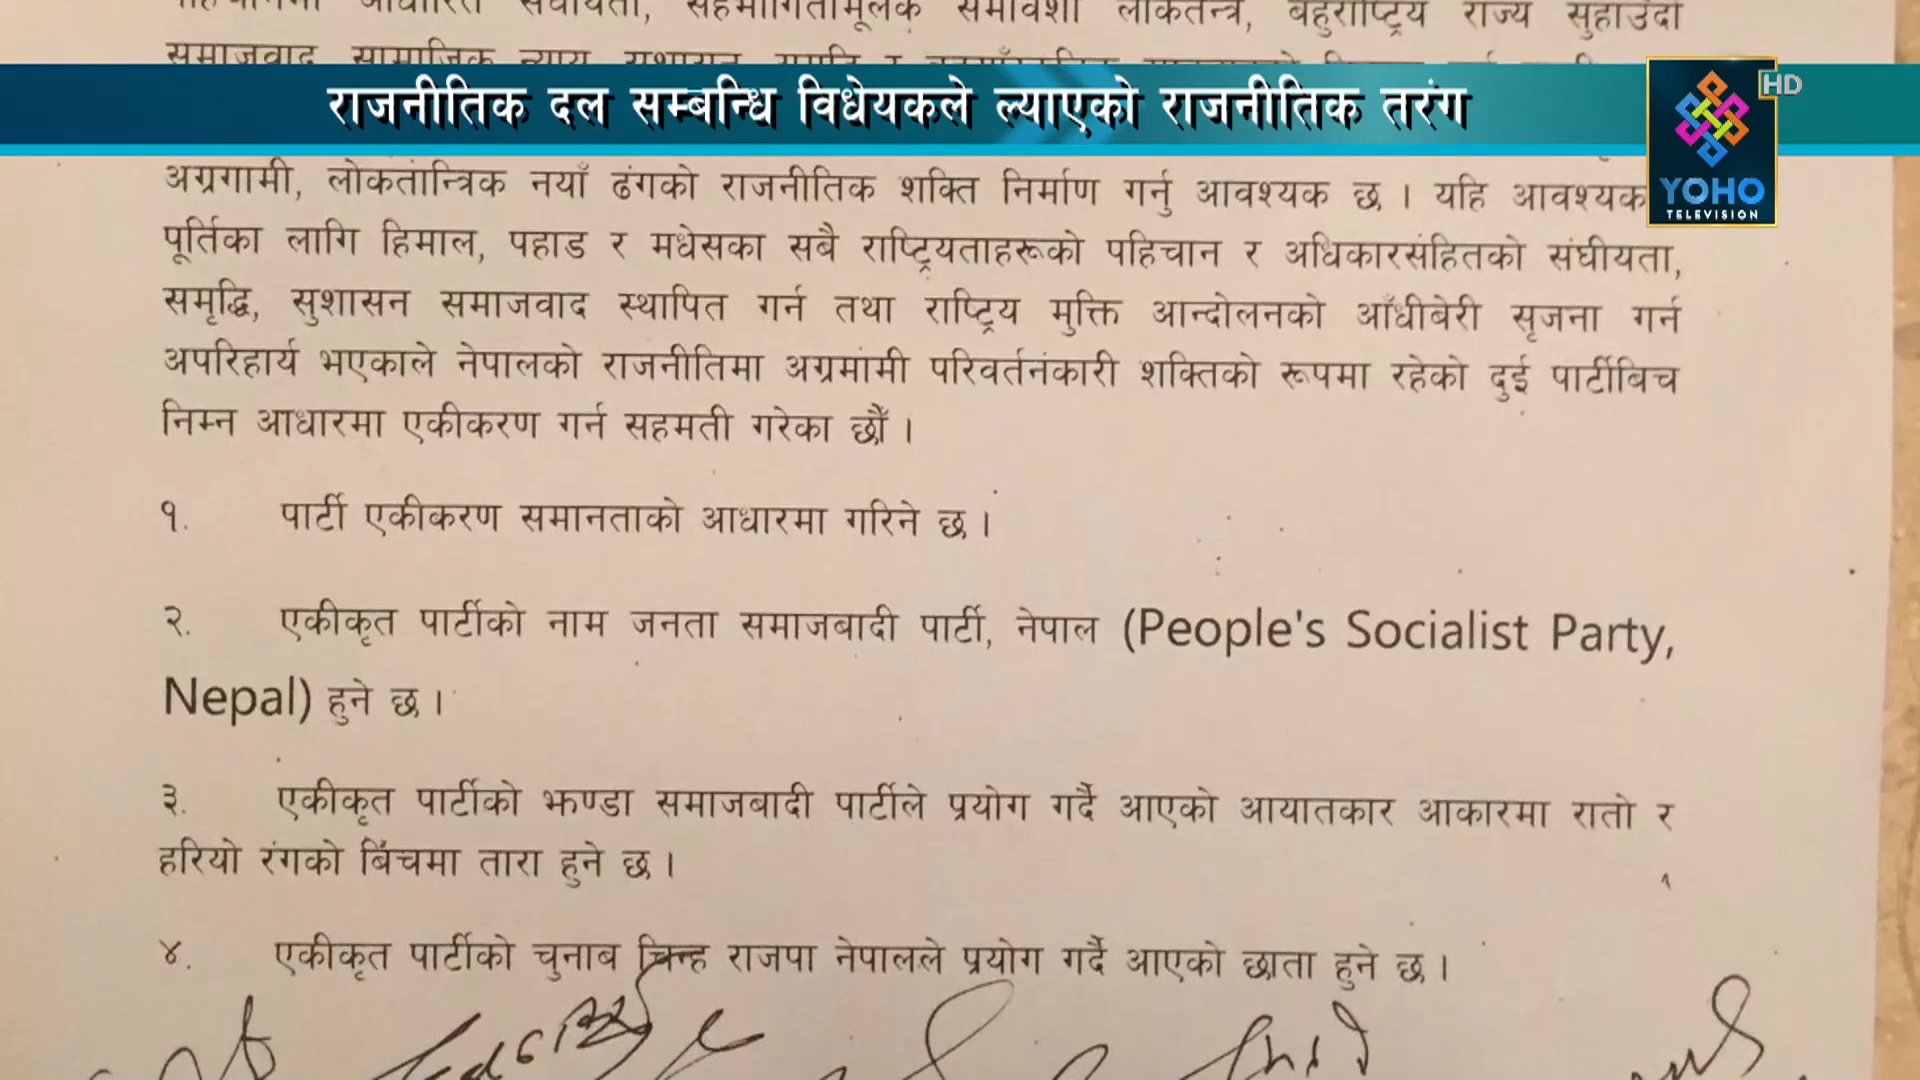 लोकतन्त्र, बहुराष्ट्रिय राज्य सुहाउँदो
राजनीतिक दल सम्बन्धि विधेयकले ल्याएको राजनीतिक तरंग
HD
YOHO
TELEVISION
अग्रगामी, लोकतान्त्रिक नयाँ ढंगको राजनीतिक शक्ति निर्माण गर्नु आवश्यक छ । यहि आवश्यक
पूर्तिका लागि हिमाल, पहाड र मधेसका सबै राष्ट्रियताहरूको पहिचान र अधिकारसंहितको संघीयता,
समृद्धि, सुशासन समाजवाद स्थापित गर्न तथा राष्ट्रिय मुक्ति आन्दोलनको आँधीबेरी सृजना गर्न
अपरिहार्य भएकाले नेपालको राजनीतिमा अग्रमामी परिवर्तनकारी शक्तिको रूपमा रहेको दुई पार्टीबिच
निम्न आधारमा एकीकरण गर्न सहमती गरेका छौं ।
१. पार्टी एकीकरण समानताको आधारमा गरिने छ ।
२. एकीकृत पार्टीको नाम जनता समाजबादी पार्टी, नेपाल (People's Socialist Party,
Nepal) हुने छ ।
३. एकीकृत पार्टीको झण्डा समाजबादी पार्टीले प्रयोग गर्दै आएको आयातकार आकारमा रातो र
हरियो रंगको बिचमा तारा हुने छ ।
४. एकीकृत पार्टीको चुनाब चिन्ह राजपा नेपालले प्रयोग गर्दै आएको छाता हुने छ ।